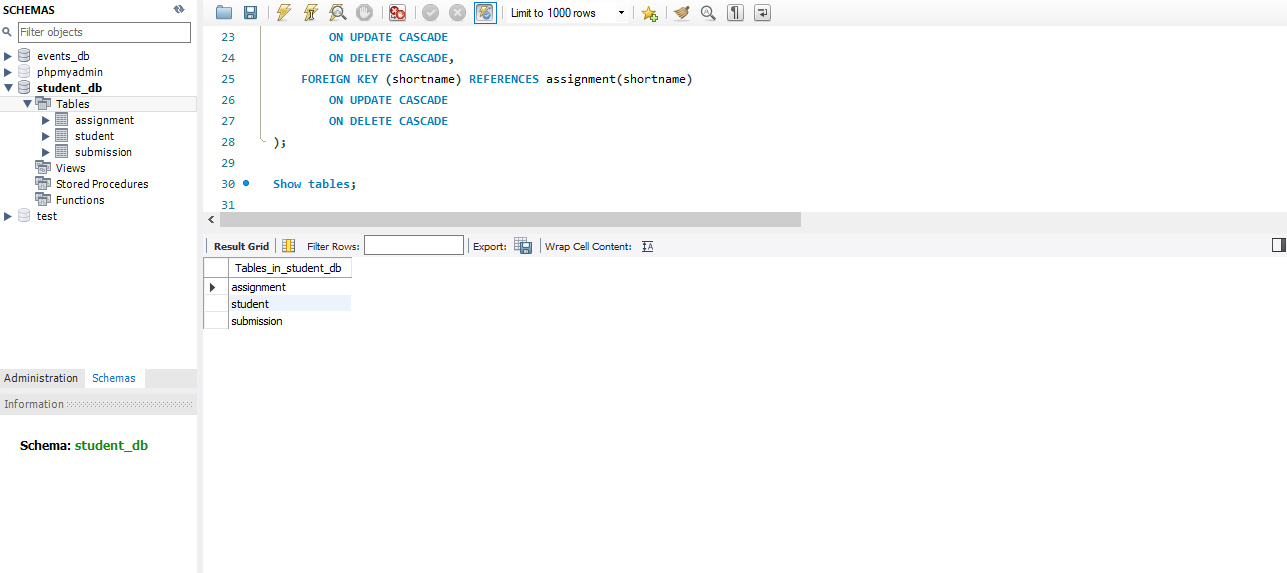 SCHEMAS
Filter objects
events_db
phpmyadmin
student_db
Tables
assignment
student
submission
Views
Stored Procedures
Functions
test
Administration Schemas
Information
Schema: student_db
Limit to 1000 rows
23 ON UPDATE CASCADE
24 ON DELETE CASCADE,
25 FOREIGN KEY (shortname) REFERENCES assignment(shortname)
26 ON UPDATE CASCADE
27 ON DELETE CASCADE
28 );
29
30 Show tables;
31
Result Grid Filter Rows: Export: Wrap Cell Content:
Tables_in_student_db
assignment
student
submission